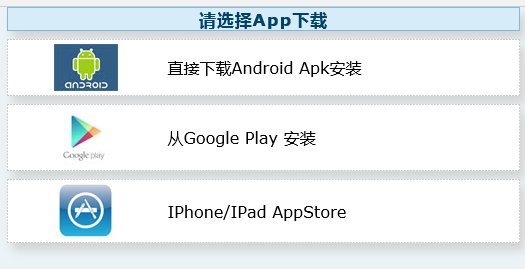 请选择App下载
ANDROID
直接下载Android Apk安装
Google play
从Google Play 安装
IPhone/IPad AppStore